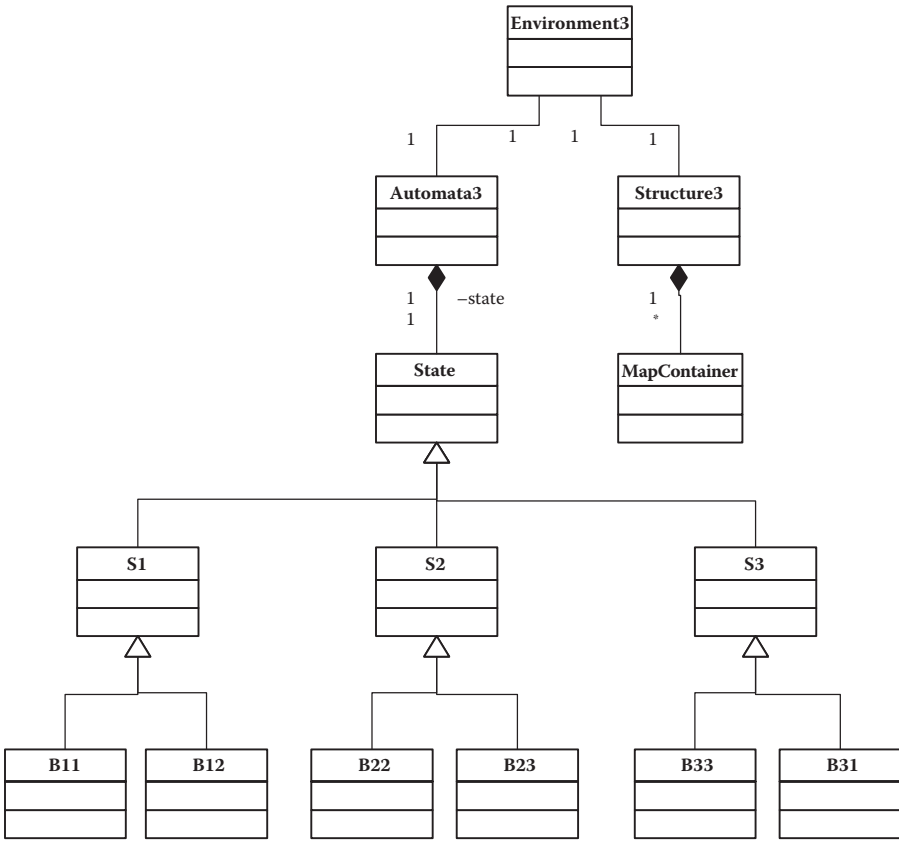 Environment3
1 1 1 1
Automata3 Structure3
1 –state 1
1 *
State MapContainer
S1 S2 S3
B11 B12 B22 B23 B33 B31